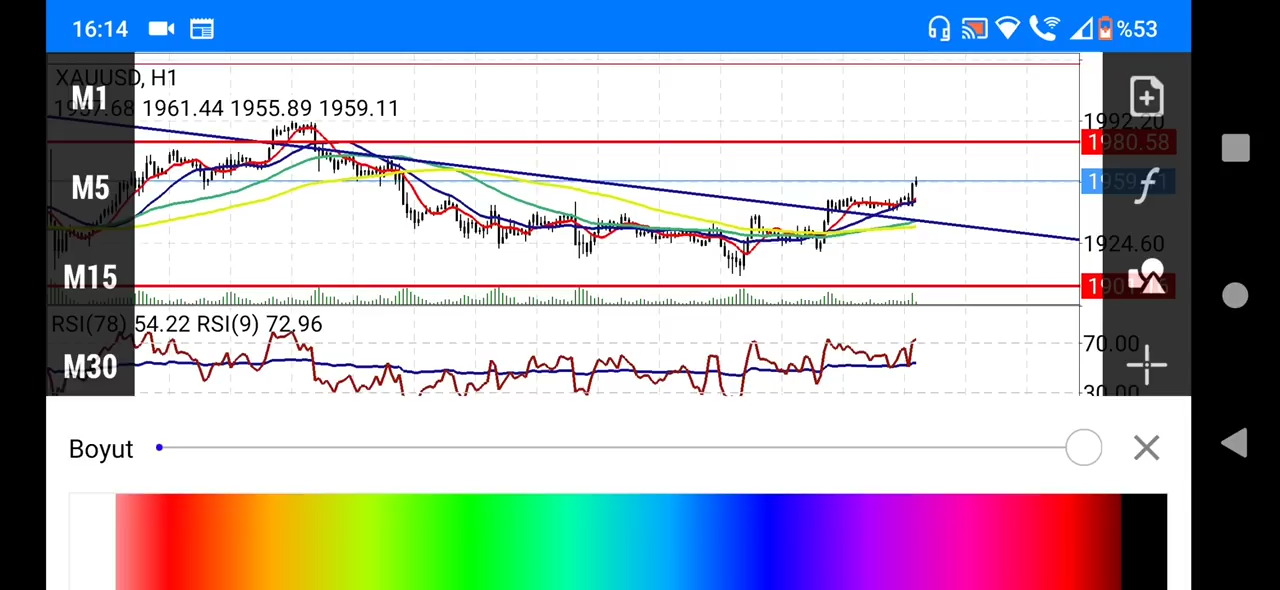 16:14
%53
XAUUSD, H1
M1
1961.44 1955.89 1959.11
1992.20
1980.58
M5
1924.60
M15
RSI(78) 54.22 RSI(9) 72.96
70.00
M30
30.00
Boyut